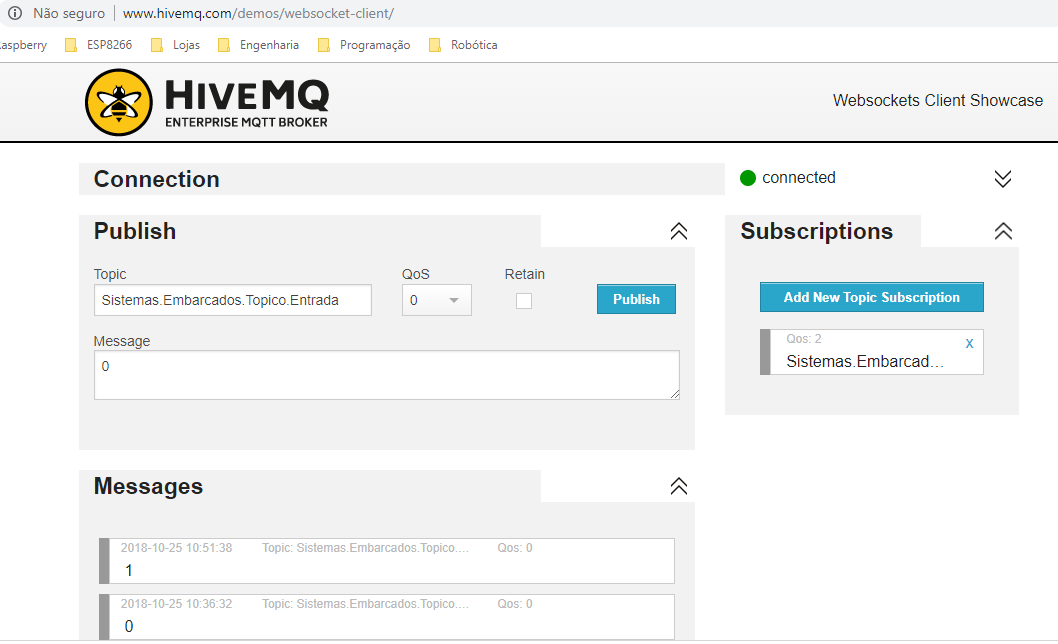 Não seguro | www.hivemq.com/demos/websocket-client/
aspberry ESP8266 Lojas Engenharia Programação Robótica
HIVEMQ
ENTERPRISE MQTT BROKER
Websockets Client Showcase
Connection
connected
Publish
Topic QoS Retain
Sistemas.Embarcados.Topico.Entrada 0 Publish
Message
0
Subscriptions
Add New Topic Subscription
Qos: 2 x
Sistemas.Embarcad...
Messages
2018-10-25 10:51:38 Topic: Sistemas.Embarcados.Topico.... Qos: 0
1
2018-10-25 10:36:32 Topic: Sistemas.Embarcados.Topico.... Qos: 0
0